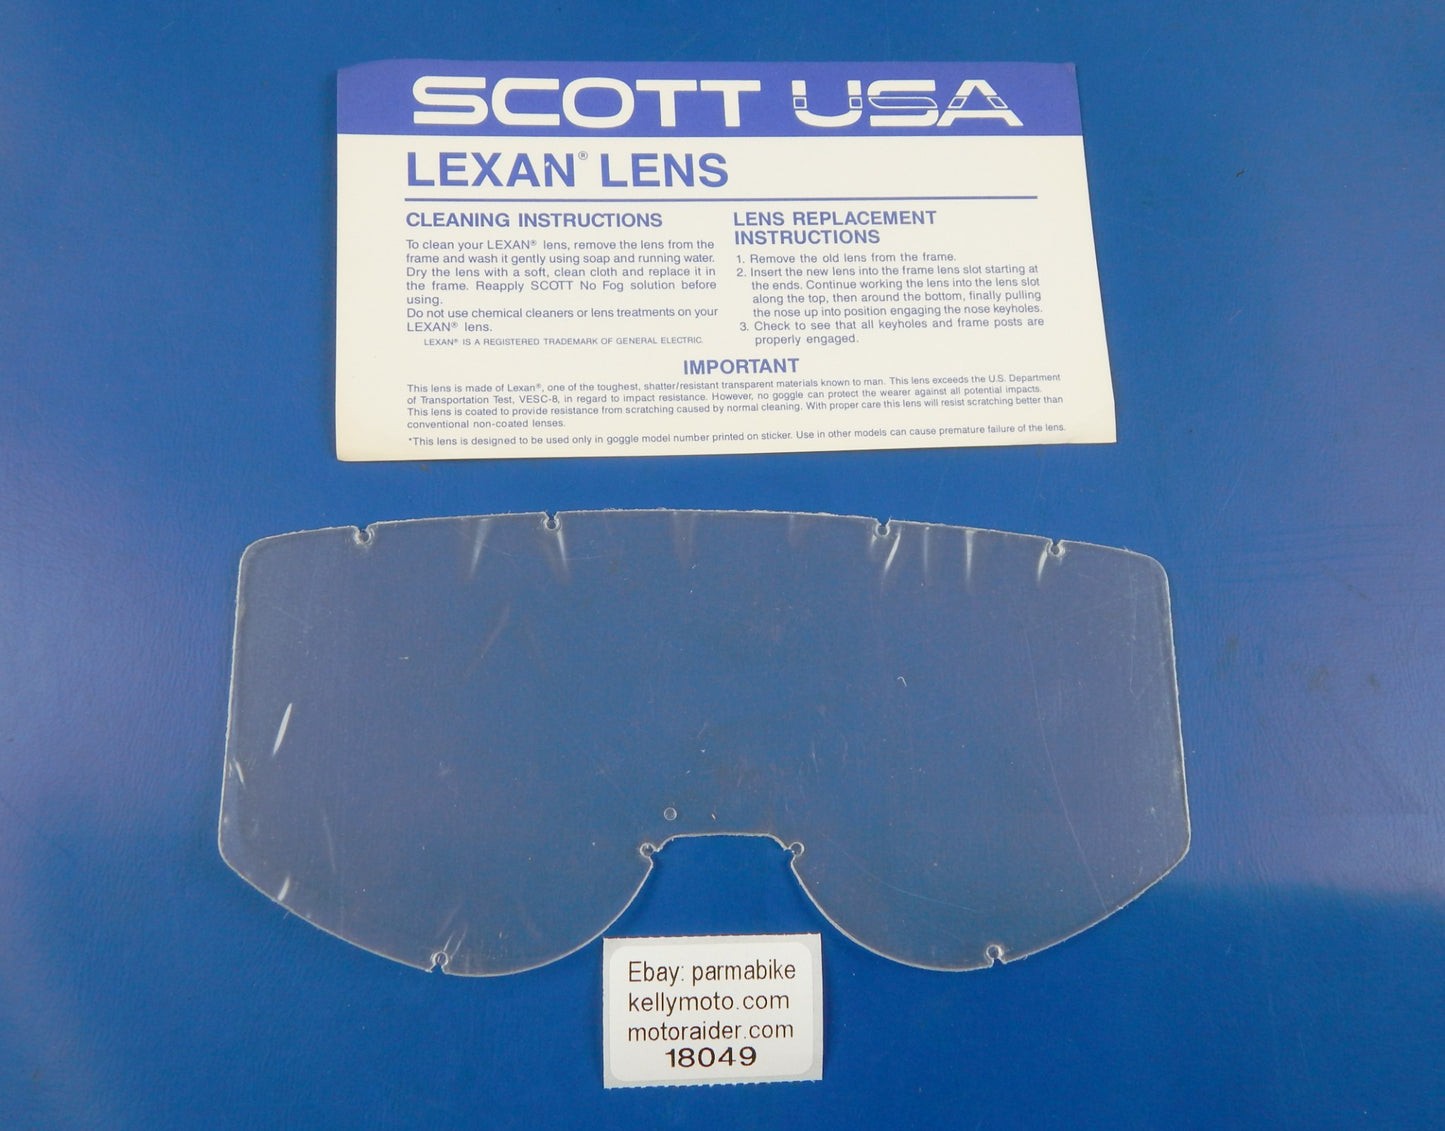 SCOTT USA
LEXAN® LENS
CLEANING INSTRUCTIONS
To clean your LEXAN® lens, remove the lens from the
frame and wash it gently using soap and running water.
Dry the lens with a soft, clean cloth and replace it in
the frame. Reapply SCOTT No Fog solution before
using.
Do not use chemical cleaners or lens treatments on your
LEXAN® lens.
LEXAN® IS A REGISTERED TRADEMARK OF GENERAL ELECTRIC.
LENS REPLACEMENT
INSTRUCTIONS
1. Remove the old lens from the frame.
2. Insert the new lens into the frame lens slot starting at
the ends. Continue working the lens into the lens slot
along the top, then around the bottom, finally pulling
the nose up into position engaging the nose keyholes.
3. Check to see that all keyholes and frame posts are
properly engaged.
IMPORTANT
This lens is made of Lexan®, one of the toughest, shatter/resistant transparent materials known to man. This lens exceeds the U.S. Department
of Transportation Test, VESC-8, in regard to impact resistance. However, no goggle can protect the wearer against all potential impacts.
This lens is coated to provide resistance from scratching caused by normal cleaning. With proper care this lens will resist scratching better than
conventional non-coated lenses.
*This lens is designed to be used only in goggle model number printed on sticker. Use in other models can cause premature failure of the lens.
Ebay: parmabike
kellymoto.com
motoraider.com
18049